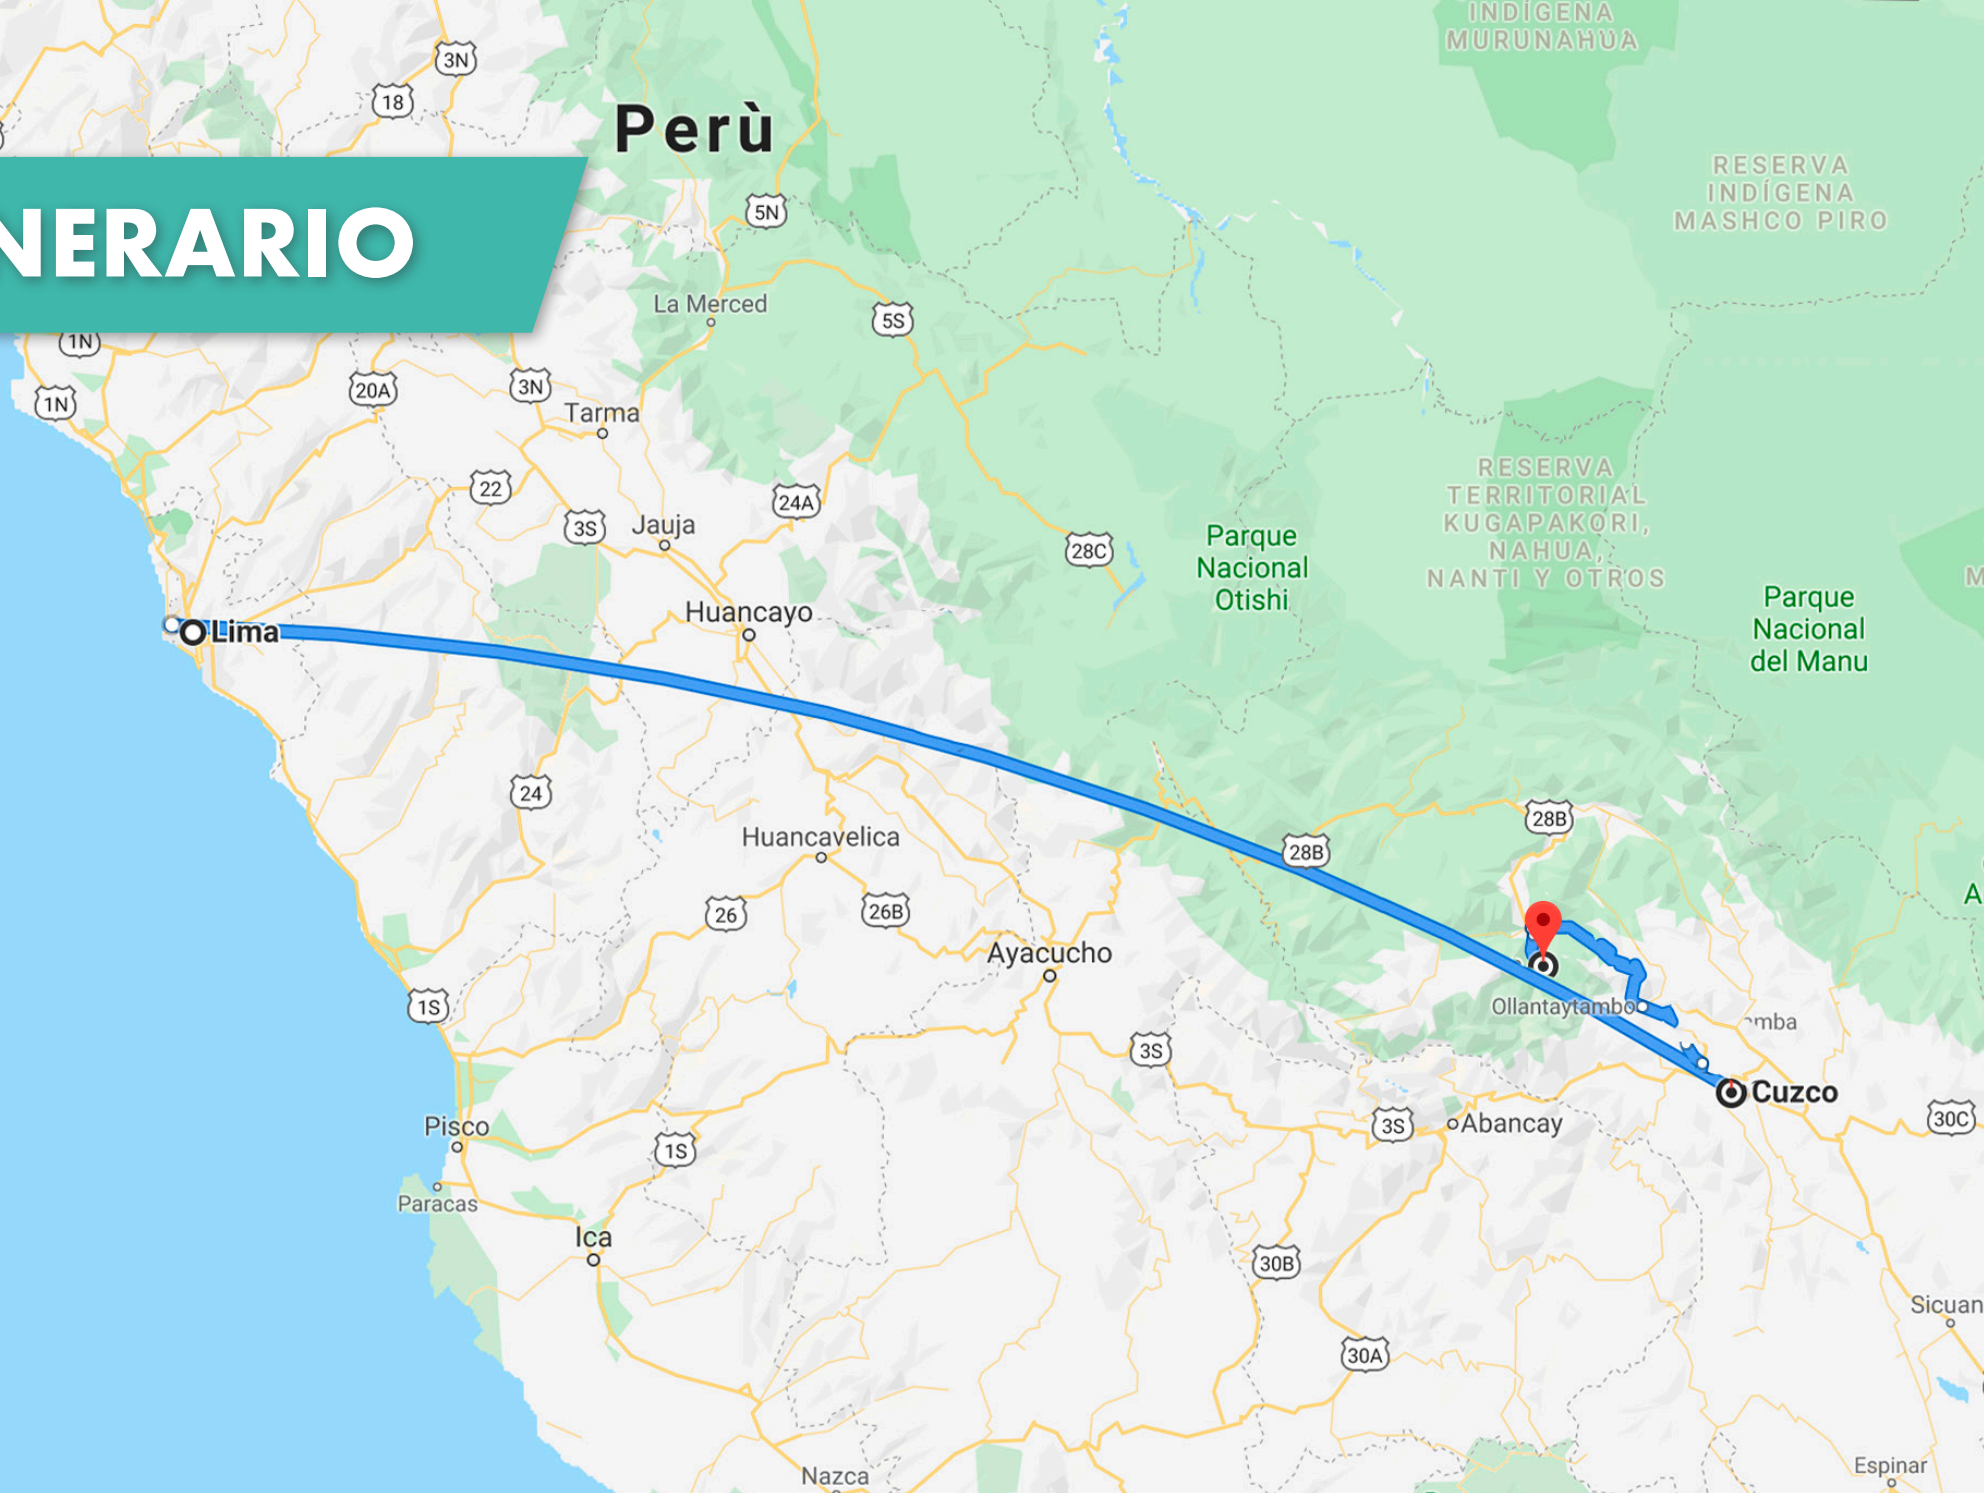 INDÍGENA
MURUNAHUA
3N
18
Perù
RESERVA
INDÍGENA
MASHCO PIRO
5N
NERARIO
La Merced
5S
1N
20A
3N
1N
Tarma
RESERVA
TERRITORIAL
KUGAPAKORI,
NAHUA,
NANTI Y OTROS
22
24A
3S
Jauja
28C
Parque
Nacional
Otishi
Parque
Nacional
del Manu
Huancayo
Lima
24
28B
Huancavelica
28B
26
26B
Ayacucho
1S
Ollantaytambo
mba
3S
Cuzco
Pisco
3S
Abancay
30C
1S
Paracas
Ica
30B
Sicuan
30A
Nazca
Espinar